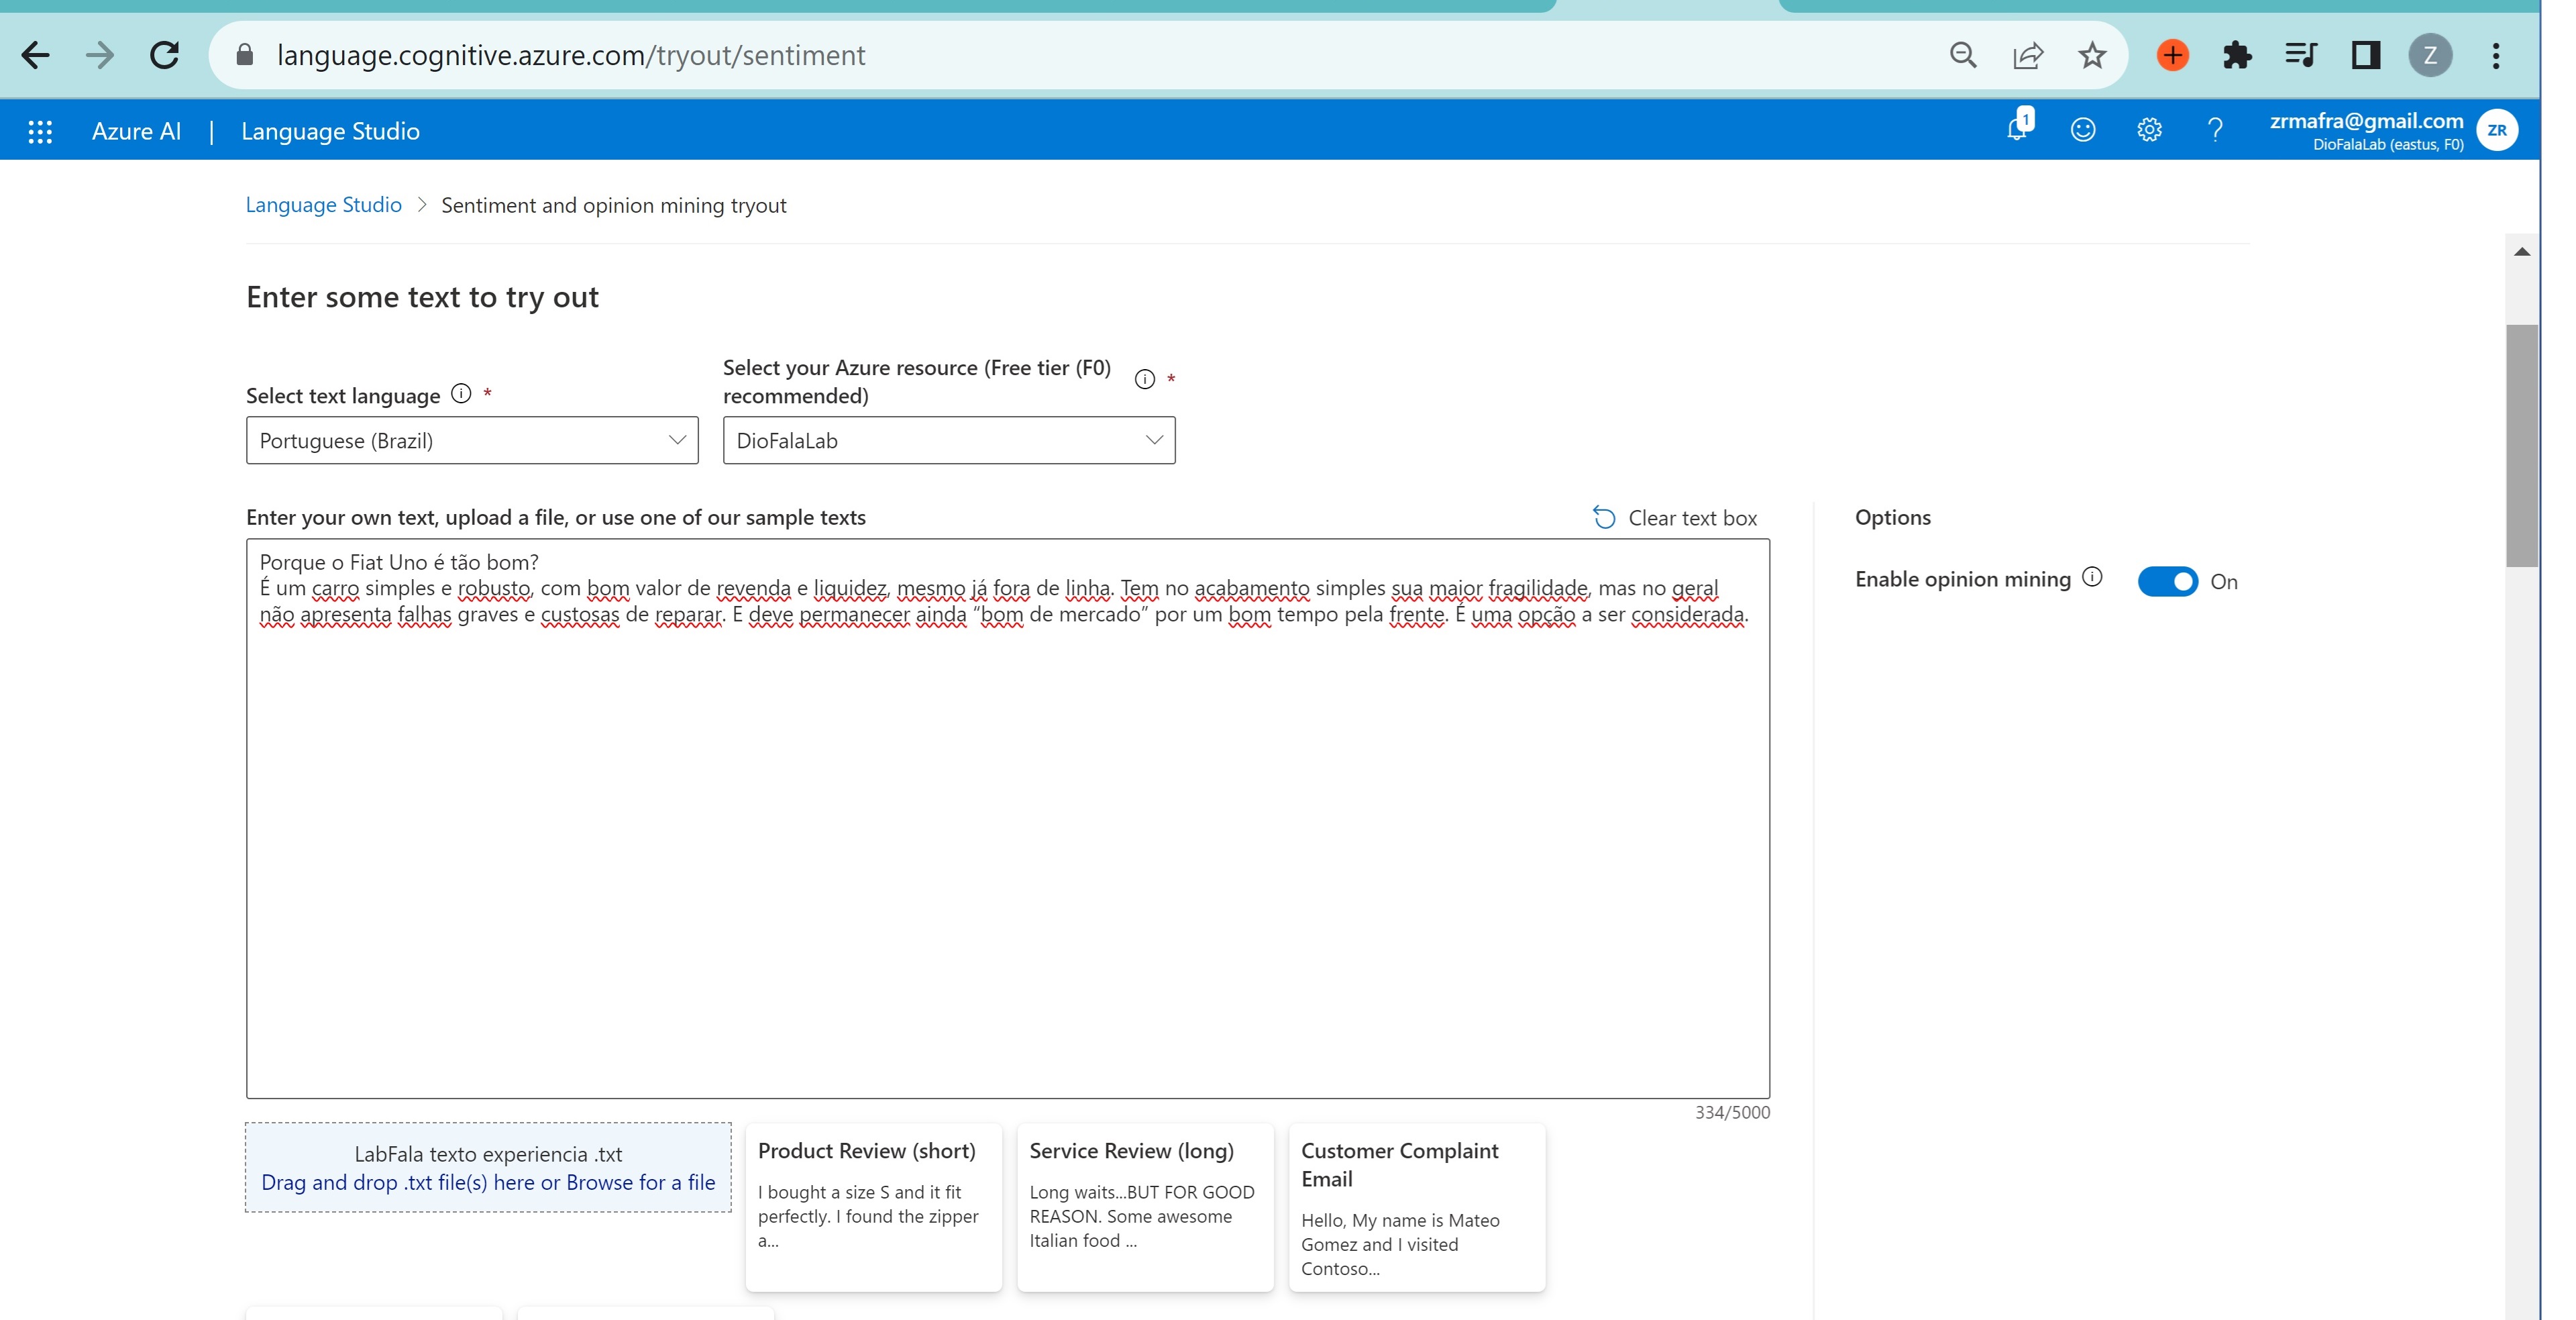 language.cognitive.azure.com/tryout/sentiment
Z
Azure AI | Language Studio
1
zrmafra@gmail.com
DioFalaLab (eastus, F0)
ZR
Language Studio > Sentiment and opinion mining tryout
Enter some text to try out
Select text language *
Select your Azure resource (Free tier (F0)
recommended) *
Portuguese (Brazil)
DioFalaLab
Enter your own text, upload a file, or use one of our sample texts
Clear text box
Porque o Fiat Uno é tão bom?
É um carro simples e robusto, com bom valor de revenda e liquidez, mesmo já fora de linha. Tem no acabamento simples sua maior fragilidade, mas no geral
não apresenta falhas graves e custosas de reparar. E deve permanecer ainda “bom de mercado” por um bom tempo pela frente. É uma opção a ser considerada.
334/5000
Options
Enable opinion mining
On
LabFala texto experiencia .txt
Drag and drop .txt file(s) here or Browse for a file
Product Review (short)
I bought a size S and it fit
perfectly. I found the zipper
a...
Service Review (long)
Long waits...BUT FOR GOOD
REASON. Some awesome
Italian food ...
Customer Complaint
Email
Hello, My name is Mateo
Gomez and I visited
Contoso...